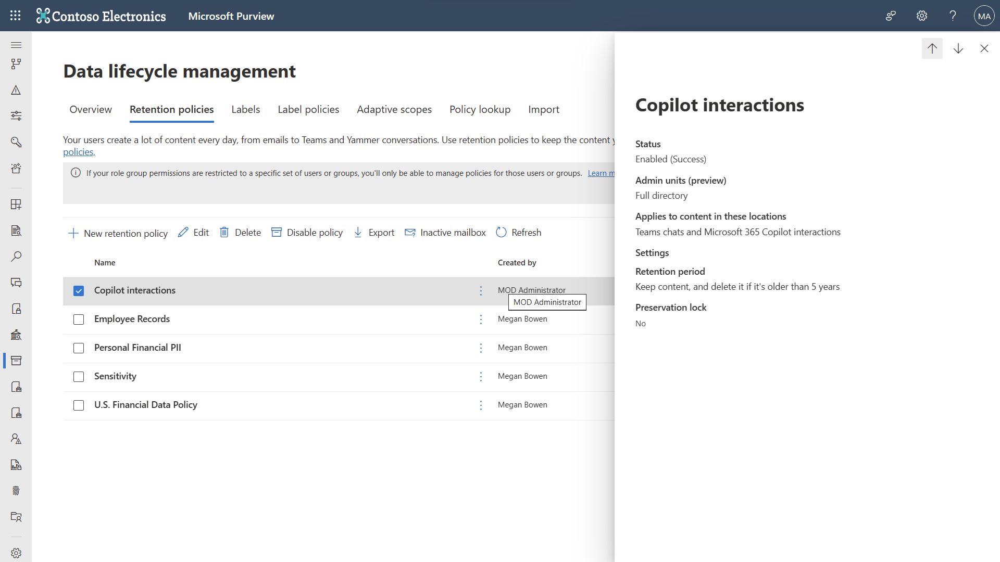 Contoso Electronics
Microsoft Purview
MA
Data lifecycle management
Overview
Retention policies
Labels
Label policies
Adaptive scopes
Policy lookup
Import
Your users create a lot of content every day, from emails to Teams and Yammer conversations. Use retention policies to keep the content
policies,
If your role group permissions are restricted to a specific set of users or groups, you'll only be able to manage policies for those users or groups. Learn
New retention policy
Edit
Delete
Disable policy
Export
Inactive mailbox
Refresh
Name
Created by
Copilot interactions
MOD Administrator
MOD Administrator
Employee Records
Megan Bowen
Personal Financial PII
Megan Bowen
Sensitivity
Megan Bowen
U.S. Financial Data Policy
Megan Bowen
Copilot interactions
Status
Enabled (Success)
Admin units (preview)
Full directory
Applies to content in these locations
Teams chats and Microsoft 365 Copilot interactions
Settings
Retention period
Keep content, and delete it if it's older than 5 years
Preservation lock
No